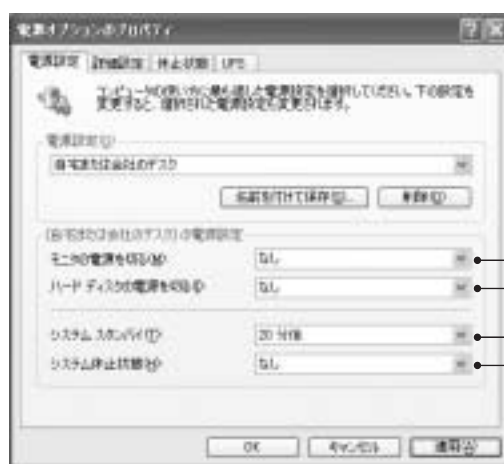 電源オプションのプロパティ
電源設定 詳細設定 休止状態 UPS
コンピュータの使い方に最も適した電源設定を選択してください。下の設定を
変更すると、選択された電源設定も変更されます。
電源設定(U)
自宅または会社のデスク
名前を付けて保存(S)... 削除(D)
(自宅または会社のデスク) の電源設定
モニタの電源を切る(M) なし
ハード ディスクの電源を切る(I) なし
システム スタンバイ(T) 20 分後
システム休止状態(H) なし
OK キャンセル 適用(A)